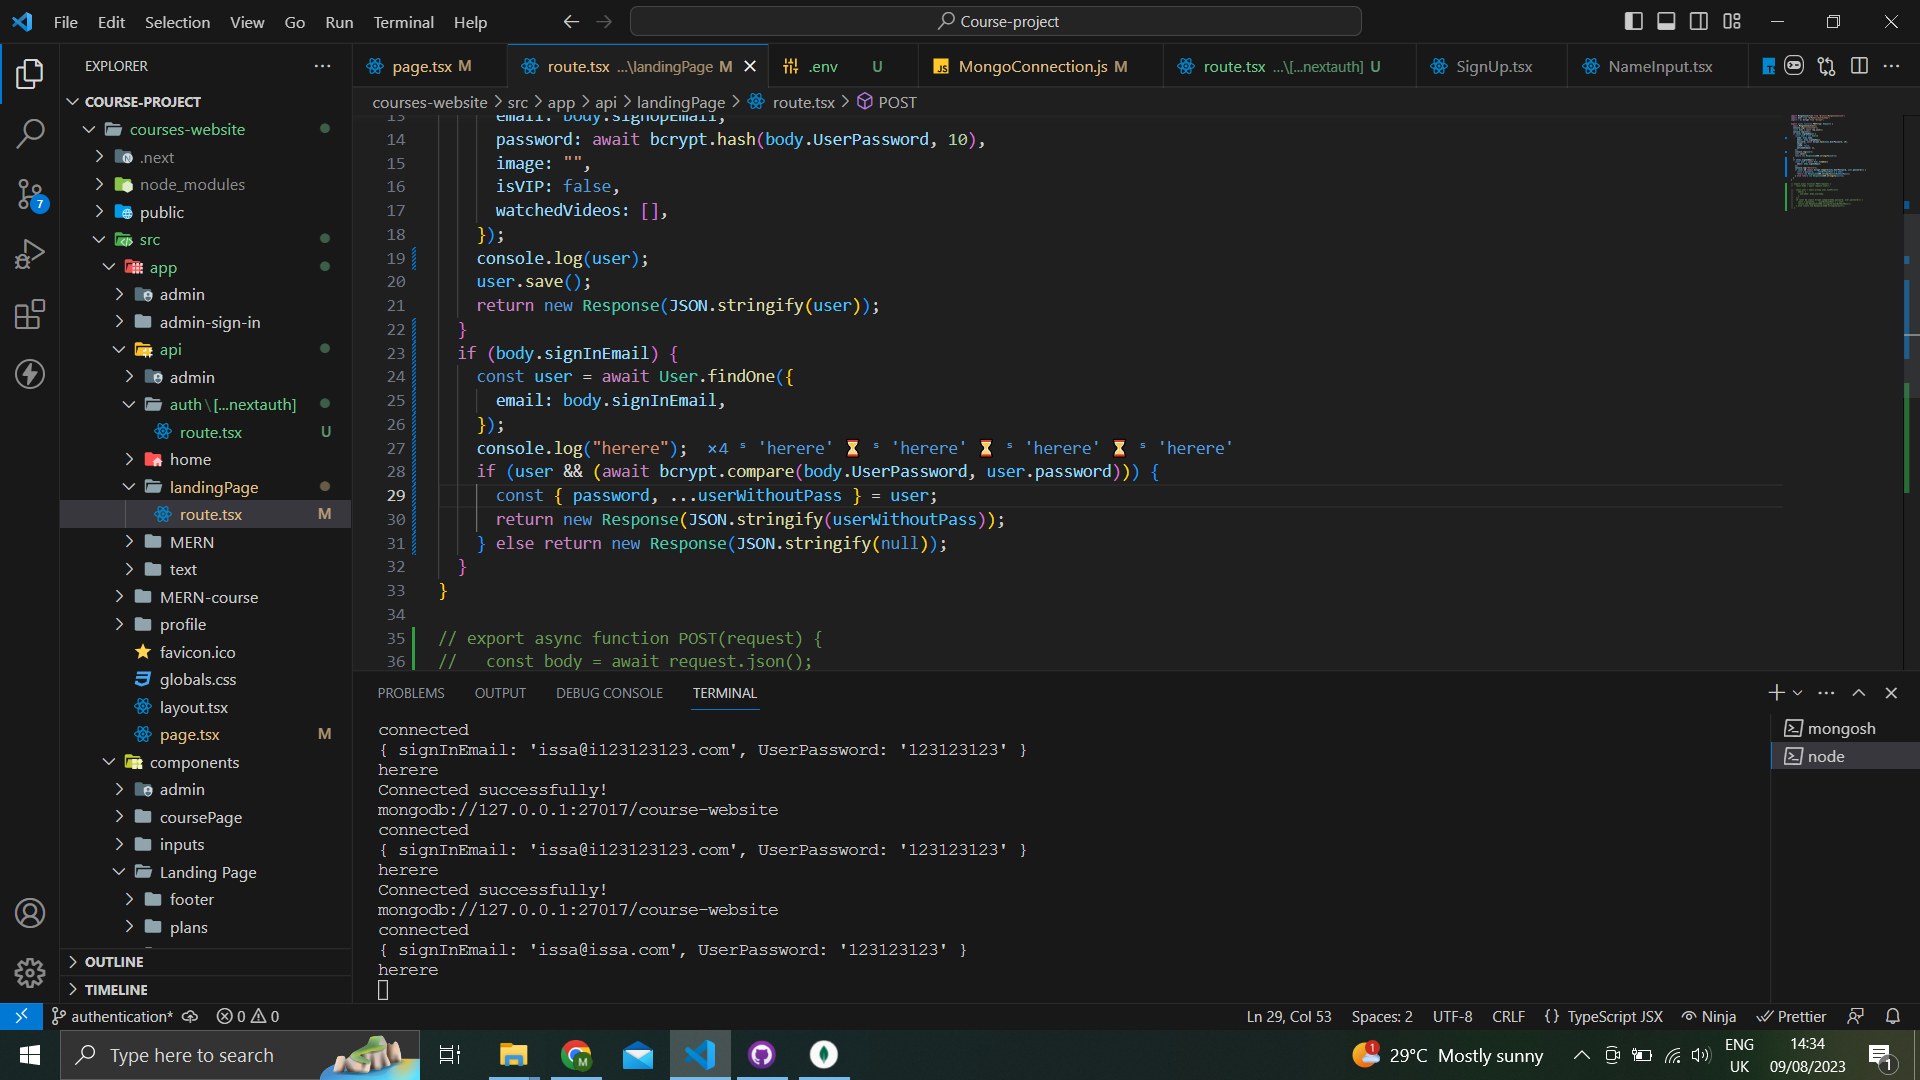 File Edit Selection View Go Run Terminal Help
Course-project
EXPLORER
page.tsx M
route.tsx ...\landingPage M
.env U
MongoConnection.js M
route.tsx ...\[...nextauth] U
SignUp.tsx
NameInput.tsx
courses-website > src > app > api > landingPage > route.tsx > POST
COURSE-PROJECT
courses-website
.next
node_modules
public
src
app
admin
admin-sign-in
api
admin
auth\[...nextauth]
route.tsx U
home
landingPage
route.tsx M
MERN
text
MERN-course
profile
favicon.ico
globals.css
layout.tsx
page.tsx M
components
admin
coursePage
inputs
Landing Page
footer
plans
OUTLINE
TIMELINE
7
13 email: body.signUpEmail,
14 password: await bcrypt.hash(body.UserPassword, 10),
15 image: "",
16 isVIP: false,
17 watchedVideos: [],
18 });
19 console.log(user);
20 user.save();
21 return new Response(JSON.stringify(user));
22 }
23 if (body.signInEmail) {
24 const user = await User.findOne({
25 email: body.signInEmail,
26 });
27 console.log("herere"); ×4 ˢ 'herere' ⏳ ˢ 'herere' ⏳ ˢ 'herere' ⏳ ˢ 'herere'
28 if (user && (await bcrypt.compare(body.UserPassword, user.password))) {
29 const { password, ...userWithoutPass } = user;
30 return new Response(JSON.stringify(userWithoutPass));
31 } else return new Response(JSON.stringify(null));
32 }
33 }
34
35 // export async function POST(request) {
36 // const body = await request.json();
PROBLEMS OUTPUT DEBUG CONSOLE TERMINAL
connected
{ signInEmail: 'issa@i123123123.com', UserPassword: '123123123' }
herere
Connected successfully!
mongodb://127.0.0.1:27017/course-website
connected
{ signInEmail: 'issa@i123123123.com', UserPassword: '123123123' }
herere
Connected successfully!
mongodb://127.0.0.1:27017/course-website
connected
{ signInEmail: 'issa@issa.com', UserPassword: '123123123' }
herere
mongosh
node
authentication* 0 0
Ln 29, Col 53 Spaces: 2 UTF-8 CRLF {} TypeScript JSX Ninja Prettier
Type here to search
29°C Mostly sunny
1
ENG
UK
14:34
09/08/2023
1